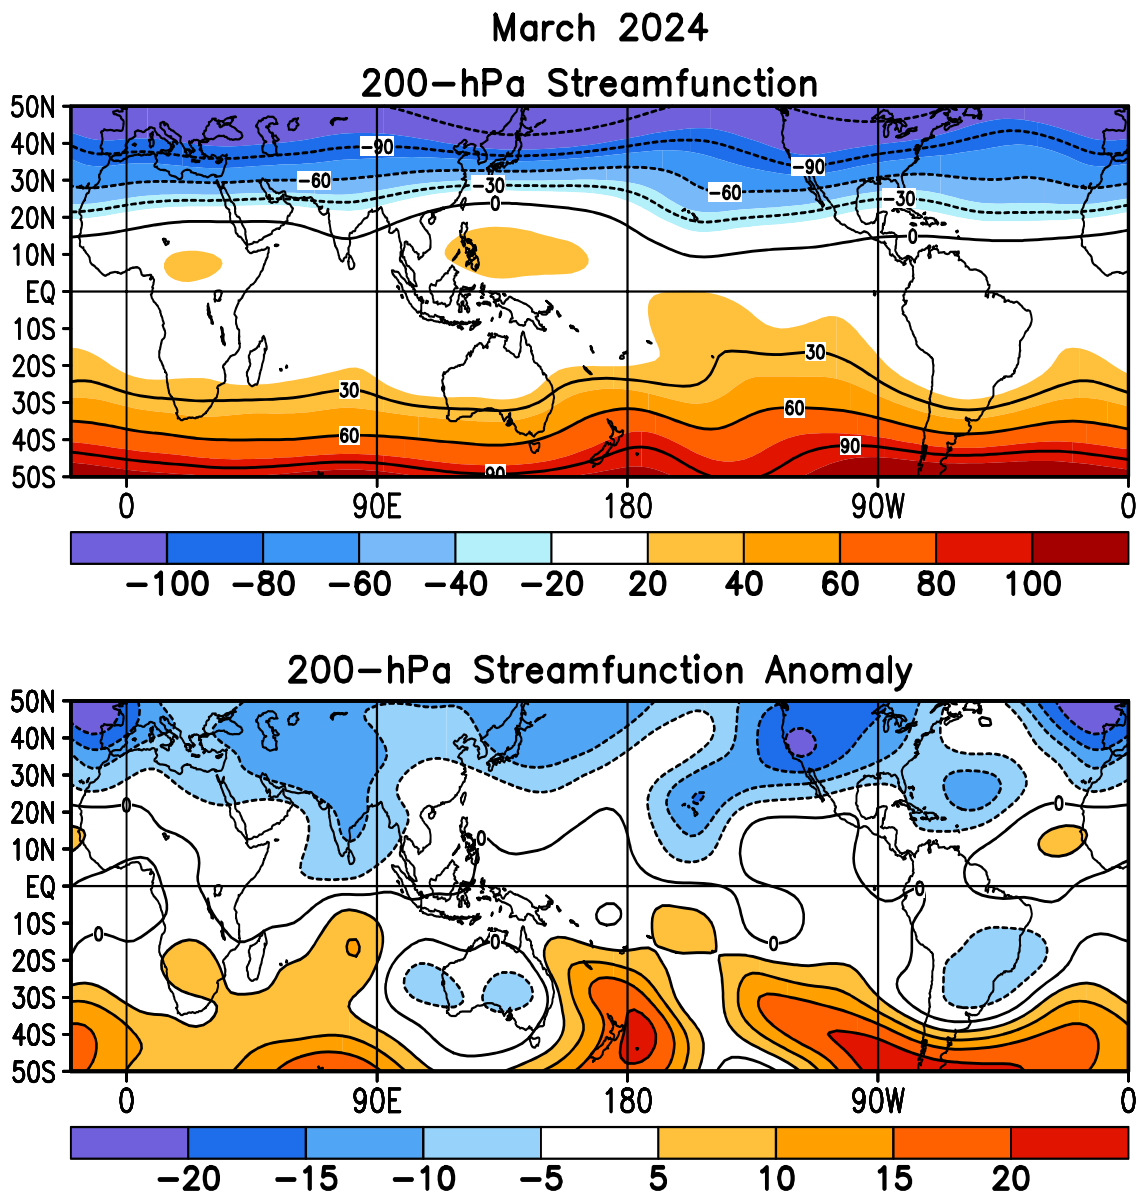 March 2024
200-hPa Streamfunction
50N
40N
30N
20N
10N
EQ
10S
20S
30S
40S
50S
-90
-90
-60
-60
-30
-30
0
0
30
30
60
60
90
90
0 90E 180 90W 0
-100 -80 -60 -40 -20 20 40 60 80 100
200-hPa Streamfunction Anomaly
50N
40N
30N
20N
10N
EQ
10S
20S
30S
40S
50S
0
0
0
0
0
0
0
0 90E 180 90W 0
-20 -15 -10 -5 5 10 15 20